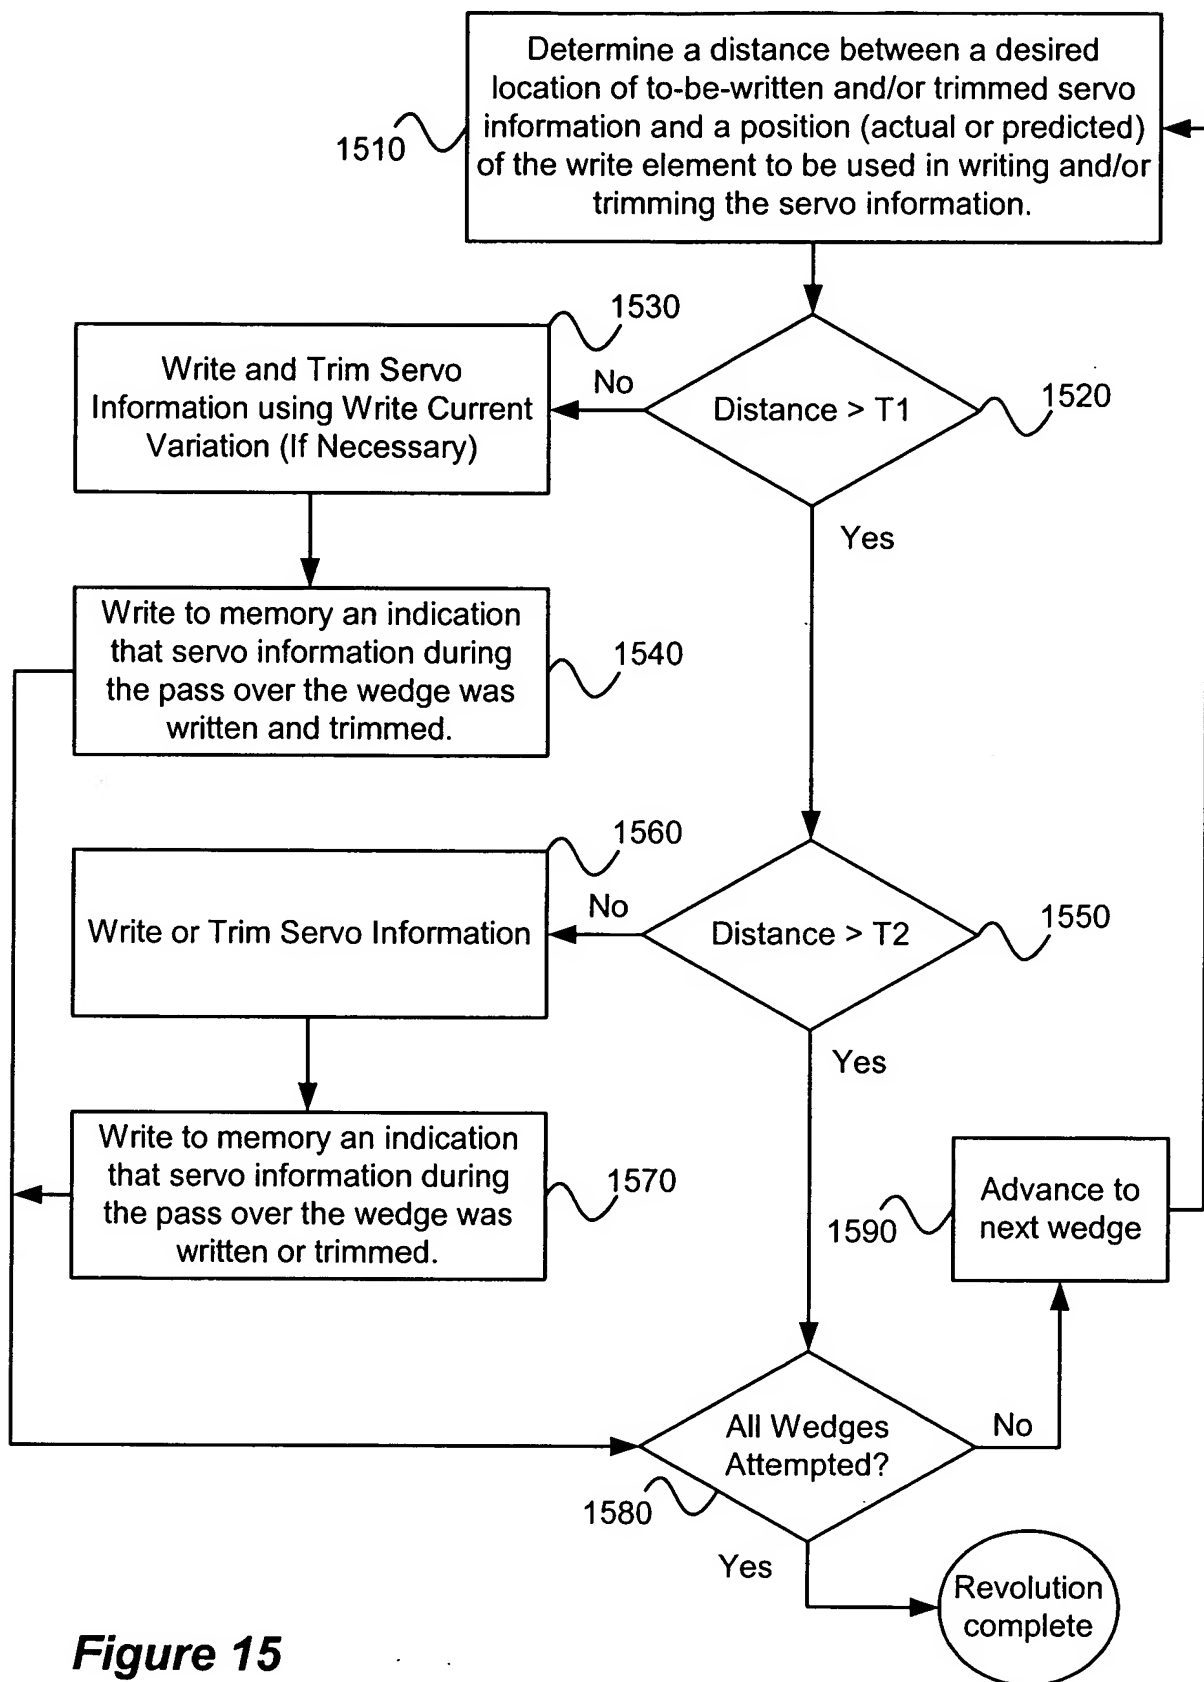 Determine a distance between a desired
location of to-be-written and/or trimmed servo
information and a position (actual or predicted)
of the write element to be used in writing and/or
trimming the servo information.
1510
1530
Write and Trim Servo
Information using Write Current
Variation (If Necessary)
No
Distance > T1
1520
Yes
Write to memory an indication
that servo information during
the pass over the wedge was
written and trimmed.
1540
1560
Write or Trim Servo Information
No
Distance > T2
1550
Yes
Write to memory an indication
that servo information during
the pass over the wedge was
written or trimmed.
1570
Advance to
next wedge
1590
All Wedges
Attempted?
No
1580
Yes
Revolution
complete
Figure 15